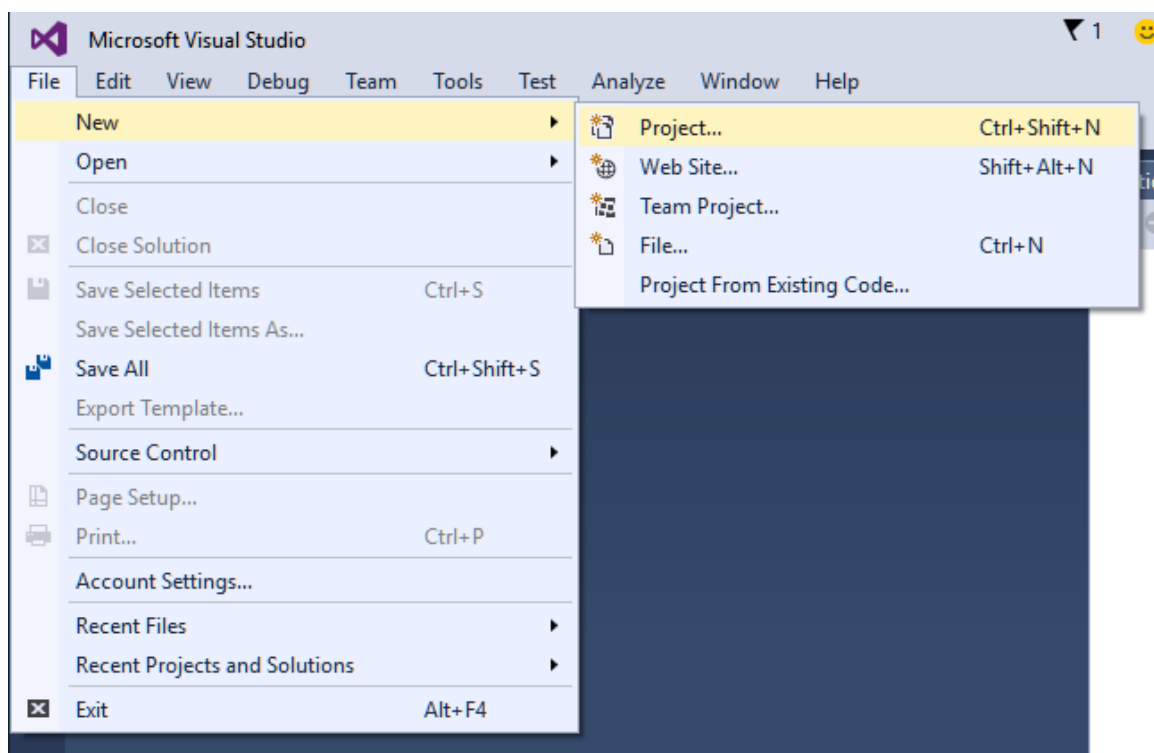 Microsoft Visual Studio
1
File Edit View Debug Team Tools Test Analyze Window Help
New
Open
Close
Close Solution
Save Selected Items Ctrl+S
Save Selected Items As...
Save All Ctrl+Shift+S
Export Template...
Source Control
Page Setup...
Print... Ctrl+P
Account Settings...
Recent Files
Recent Projects and Solutions
Exit Alt+F4
Project... Ctrl+Shift+N
Web Site... Shift+Alt+N
Team Project...
File... Ctrl+N
Project From Existing Code...